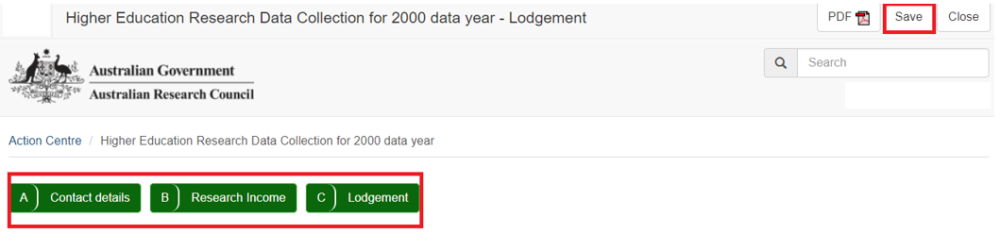 Higher Education Research Data Collection for 2000 data year - Lodgement
PDF Save Close
Australian Government
Australian Research Council
Search
Action Centre / Higher Education Research Data Collection for 2000 data year
A Contact details B Research Income C Lodgement